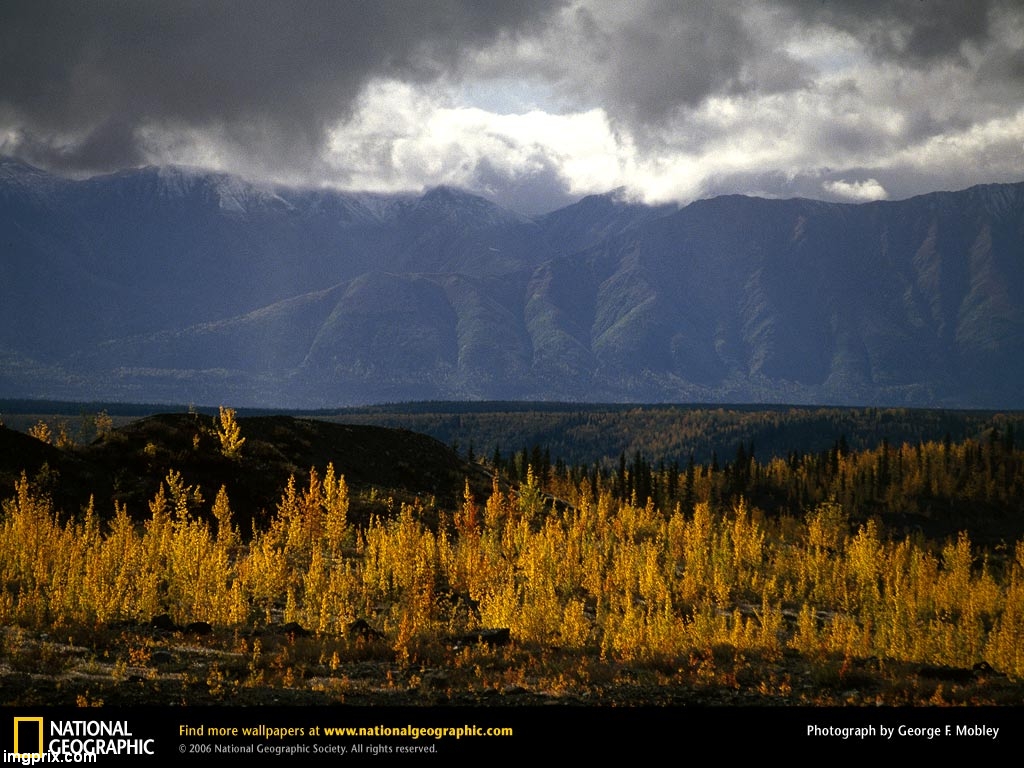 NATIONAL
GEOGRAPHIC
Find more wallpapers at www.nationalgeographic.com
© 2006 National Geographic Society. All rights reserved.
Photograph by George F. Mobley
imgprix.com